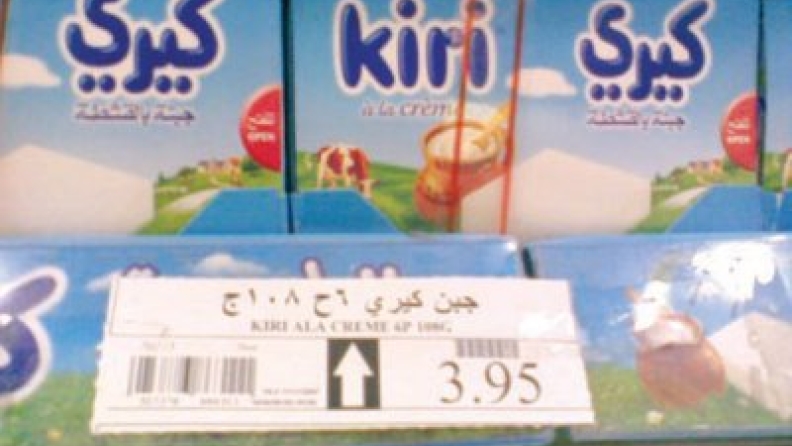 كيري
جبنة بالقشطة
OPEN
kiri
à la crème
كيري
جبنة بالقشطة
OPEN
جبن كيري ٦ح ١٠٨ج
KIRI ALA CREME 6P 108G
3.95